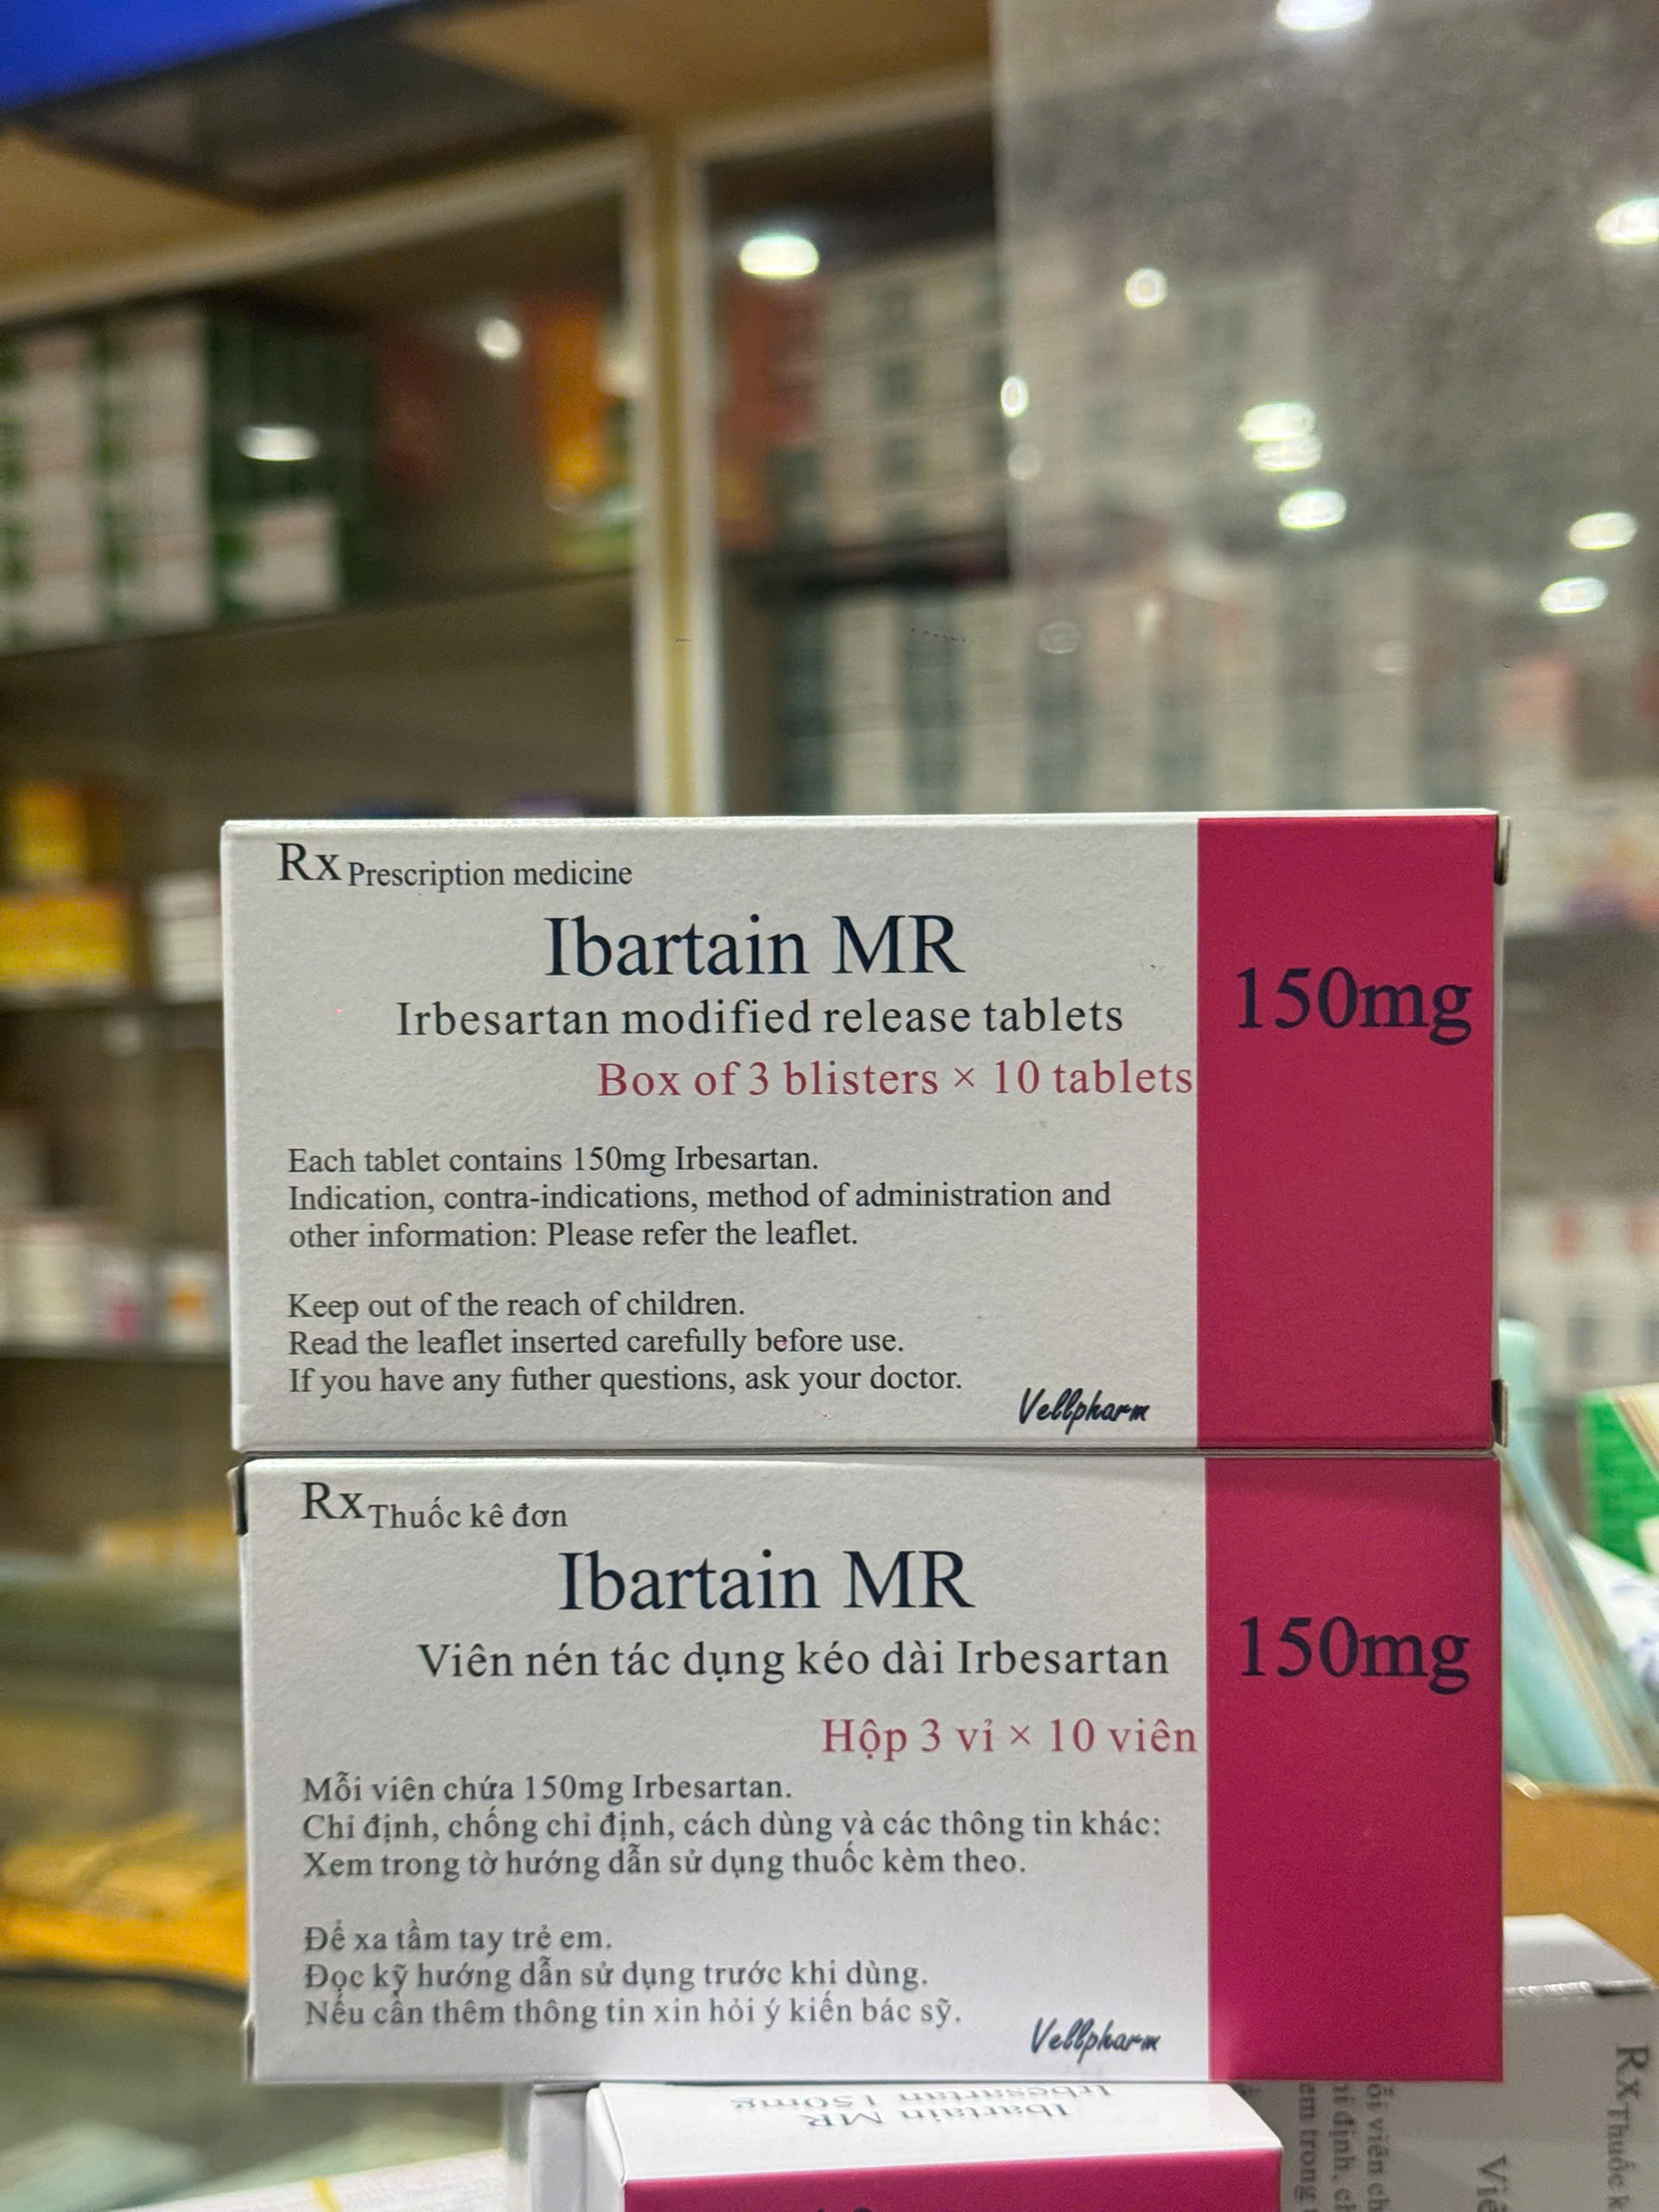 Rx Prescription medicine
Ibartain MR
Irbesartan modified release tablets
150mg
Box of 3 blisters × 10 tablets
Each tablet contains 150mg Irbesartan.
Indication, contra-indications, method of administration and
other information: Please refer the leaflet.
Keep out of the reach of children.
Read the leaflet inserted carefully before use.
If you have any futher questions, ask your doctor.
Vellpharm
Rx Thuốc kê đơn
Ibartain MR
Viên nén tác dụng kéo dài Irbesartan
150mg
Hộp 3 vỉ × 10 viên
Mỗi viên chứa 150mg Irbesartan.
Chỉ định, chống chỉ định, cách dùng và các thông tin khác:
Xem trong tờ hướng dẫn sử dụng thuốc kèm theo.
Để xa tầm tay trẻ em.
Đọc kỹ hướng dẫn sử dụng trước khi dùng.
Nếu cần thêm thông tin xin hỏi ý kiến bác sỹ.
Vellpharm
Ibartain MR
Irbesartan 150mg
Rx Thuốc